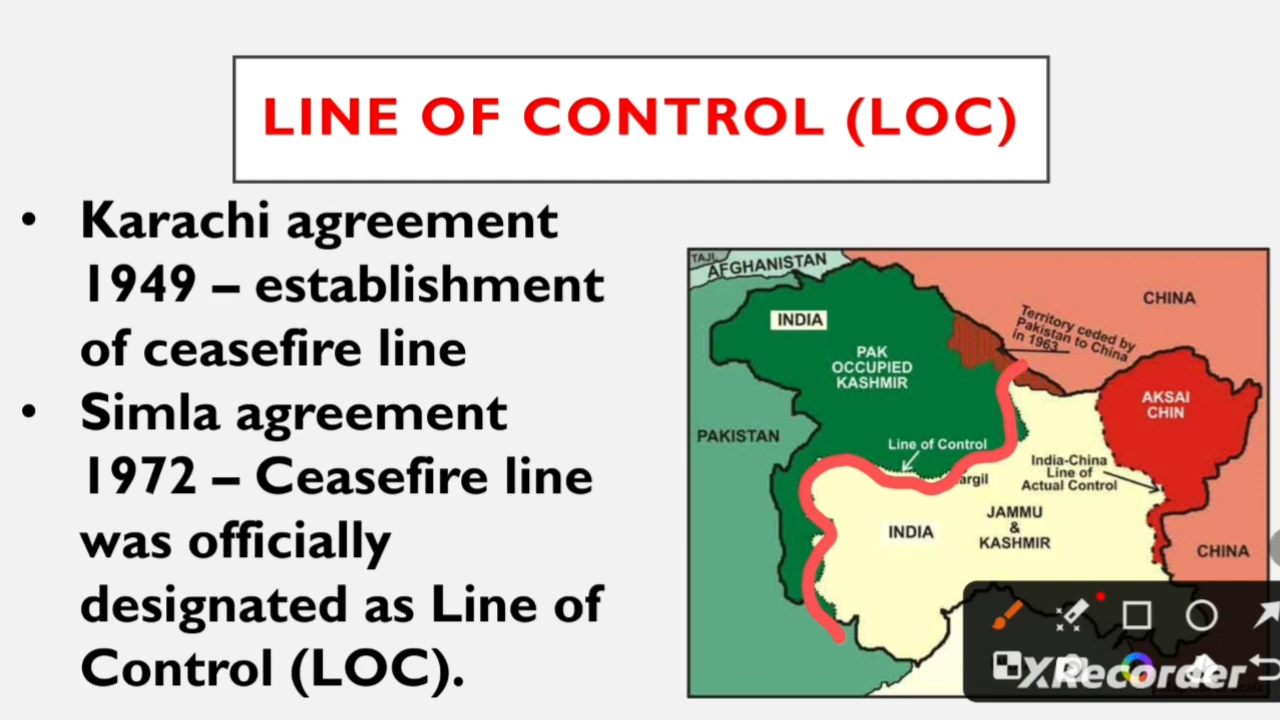 LINE OF CONTROL (LOC)
• Karachi agreement
1949 – establishment
of ceasefire line
• Simla agreement
1972 – Ceasefire line
was officially
designated as Line of
Control (LOC).
TAJI
AFGHANISTAN
CHINA
INDIA
Territory ceded by
Pakistan to China
in 1963
PAK
OCCUPIED
KASHMIR
AKSAI
CHIN
PAKISTAN
Line of Control
India-China
Line of
Actual Control
argil
INDIA
JAMMU
&
KASHMIR
CHINA
XRecorder